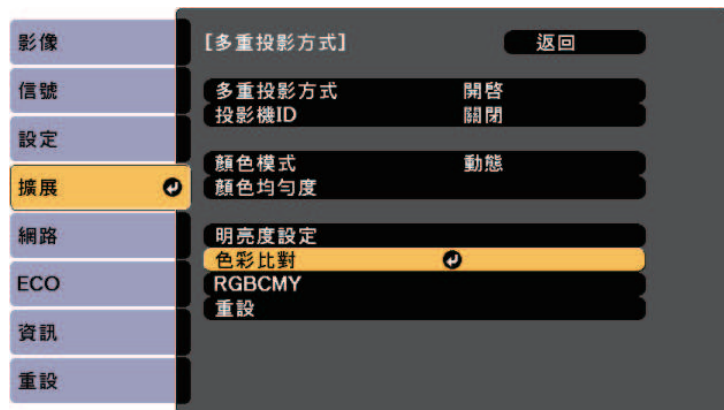 影像
信號
設定
擴展
網路
ECO
資訊
重設
[多重投影方式] 返回
多重投影方式 開啓
投影機ID 關閉
顏色模式 動態
顏色均勻度
明亮度設定
色彩比對
RGBCMY
重設